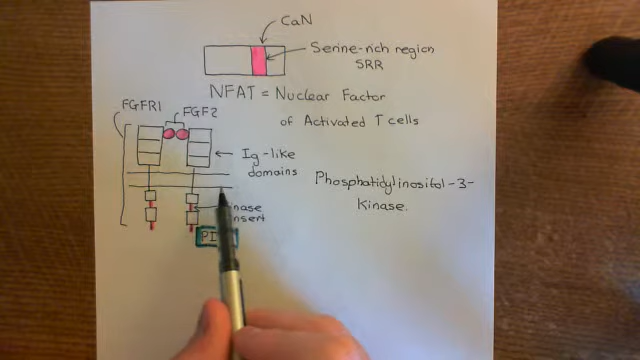 CaN
Serine-rich region
SRR
NFAT = Nuclear Factor
of Activated T cells
FGFR1
FGF2
Ig-like
domains
Phosphatidylinositol-3-
Kinase.